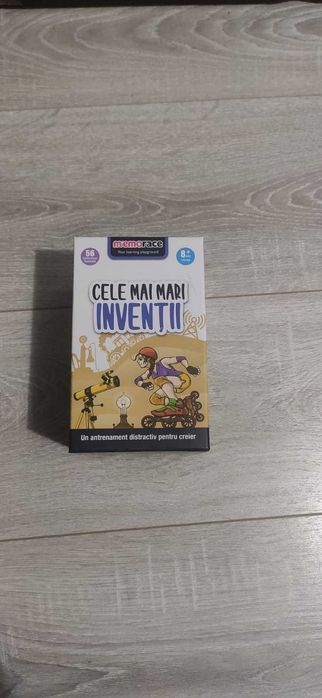 memorace
Your learning playground
56
8+
CELE MAI MARI
INVENȚII
Un antrenament distractiv pentru creier